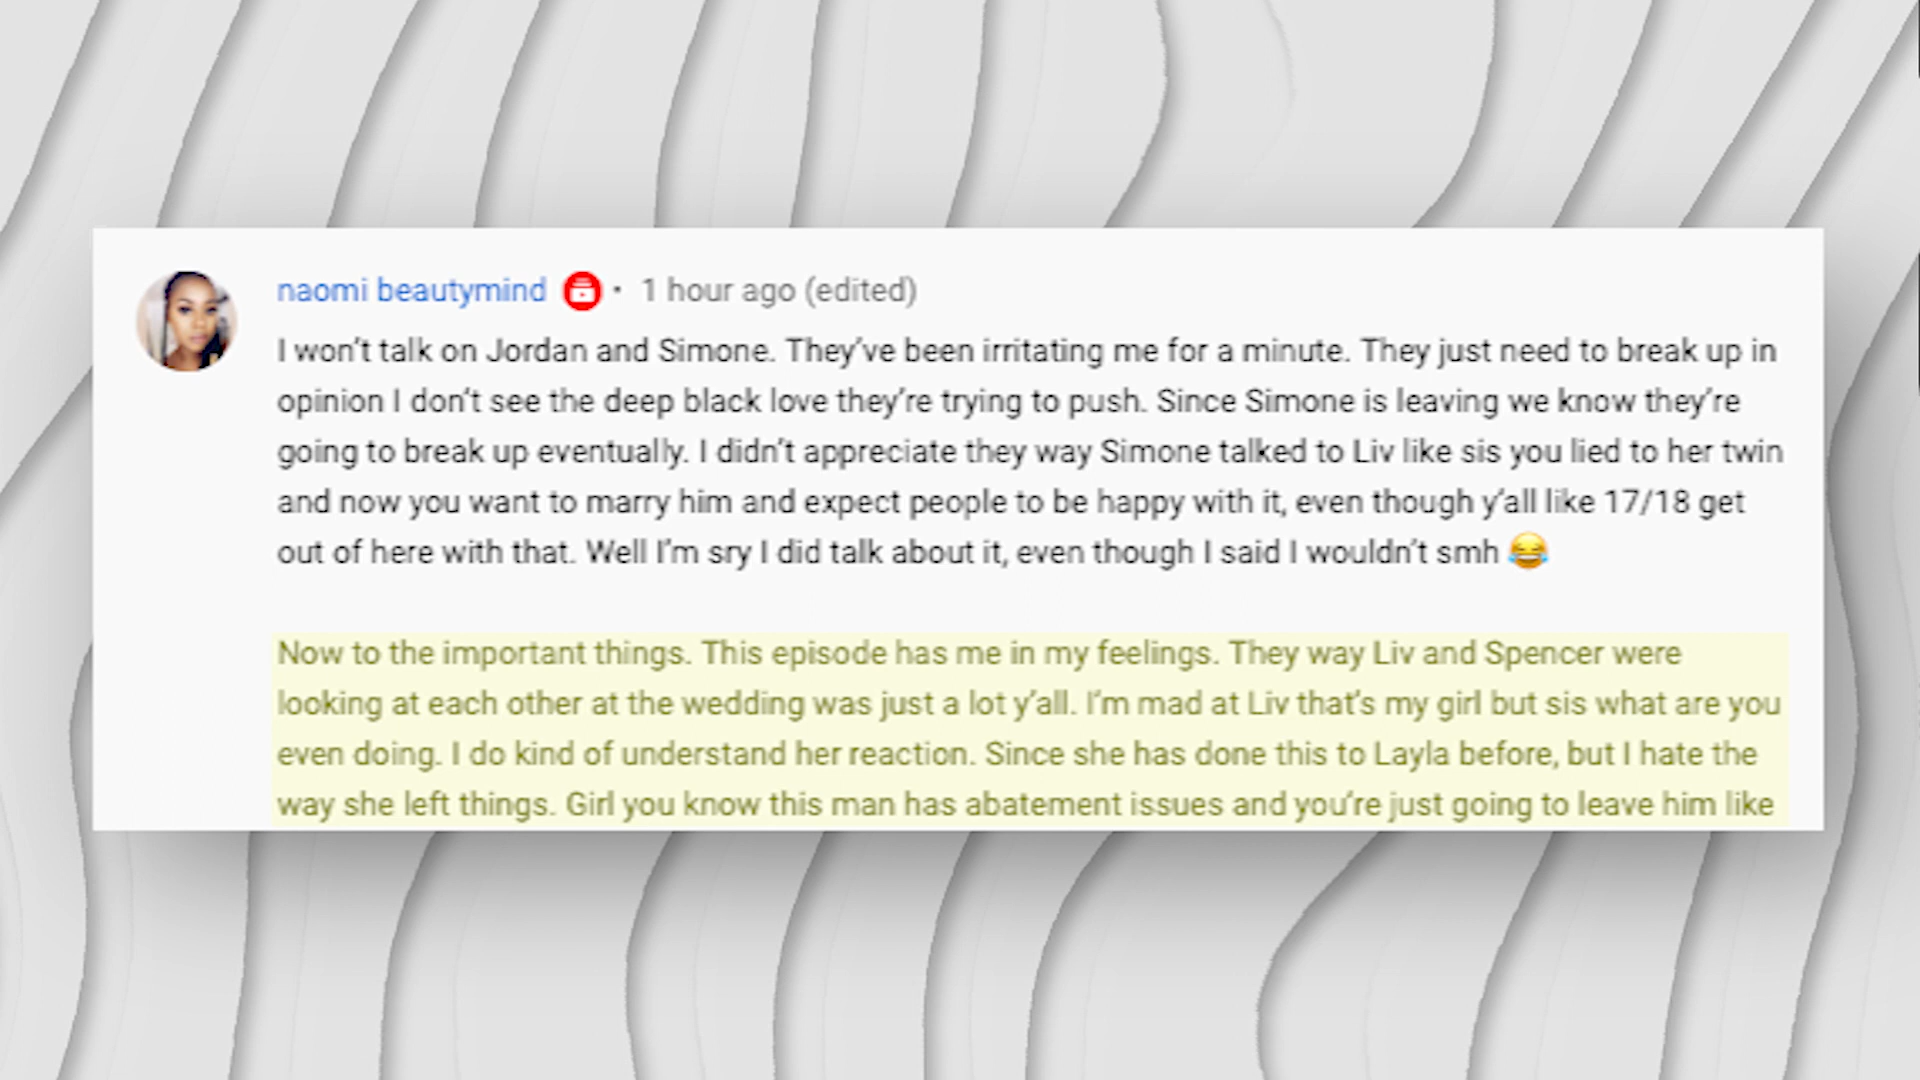 naomi beautymind • 1 hour ago (edited)
I won't talk on Jordan and Simone. They've been irritating me for a minute. They just need to break up in
opinion I don't see the deep black love they're trying to push. Since Simone is leaving we know they're
going to break up eventually. I didn't appreciate they way Simone talked to Liv like sis you lied to her twin
and now you want to marry him and expect people to be happy with it, even though y'all like 17/18 get
out of here with that. Well I'm sry I did talk about it, even though I said I wouldn't smh 😂
Now to the important things. This episode has me in my feelings. They way Liv and Spencer were
looking at each other at the wedding was just a lot y'all. I'm mad at Liv that's my girl but sis what are you
even doing. I do kind of understand her reaction. Since she has done this to Layla before, but I hate the
way she left things. Girl you know this man has abatement issues and you're just going to leave him like